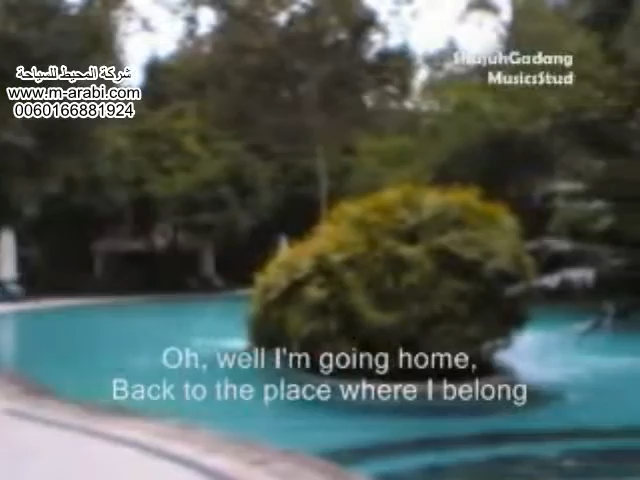 شركة المحيط للسياحة
www.m-arabi.com
0060166881924
MusicsStud
Oh, well I'm going home,
Back to the place where I belong